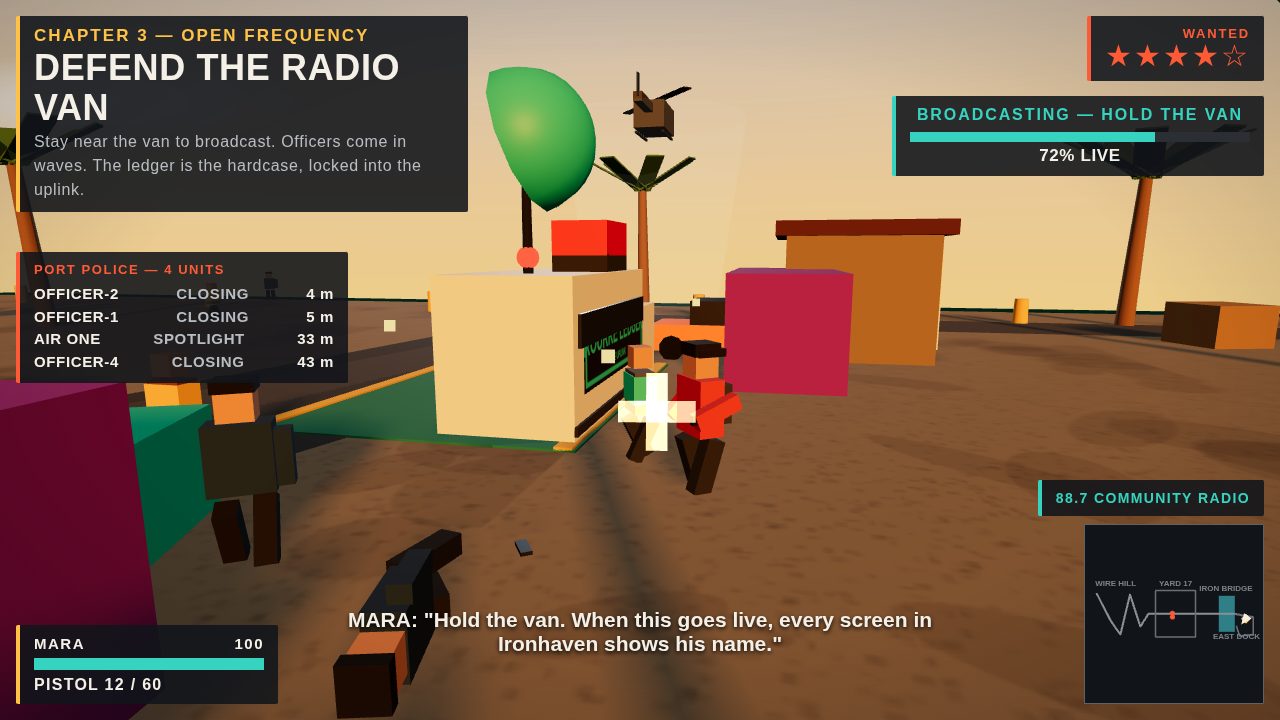 CHAPTER 3 — OPEN FREQUENCY
DEFEND THE RADIO
VAN
Stay near the van to broadcast. Officers come in
waves. The ledger is the hardcase, locked into the
uplink.
WANTED
★★★★☆
BROADCASTING — HOLD THE VAN
72% LIVE
PORT POLICE — 4 UNITS
OFFICER-2 CLOSING 4 m
OFFICER-1 CLOSING 5 m
AIR ONE SPOTLIGHT 33 m
OFFICER-4 CLOSING 43 m
88.7 COMMUNITY RADIO
WIRE HILL YARD 17 IRON BRIDGE
EAST DOCK
MARA: "Hold the van. When this goes live, every screen in
Ironhaven shows his name."
MARA 100
PISTOL 12 / 60